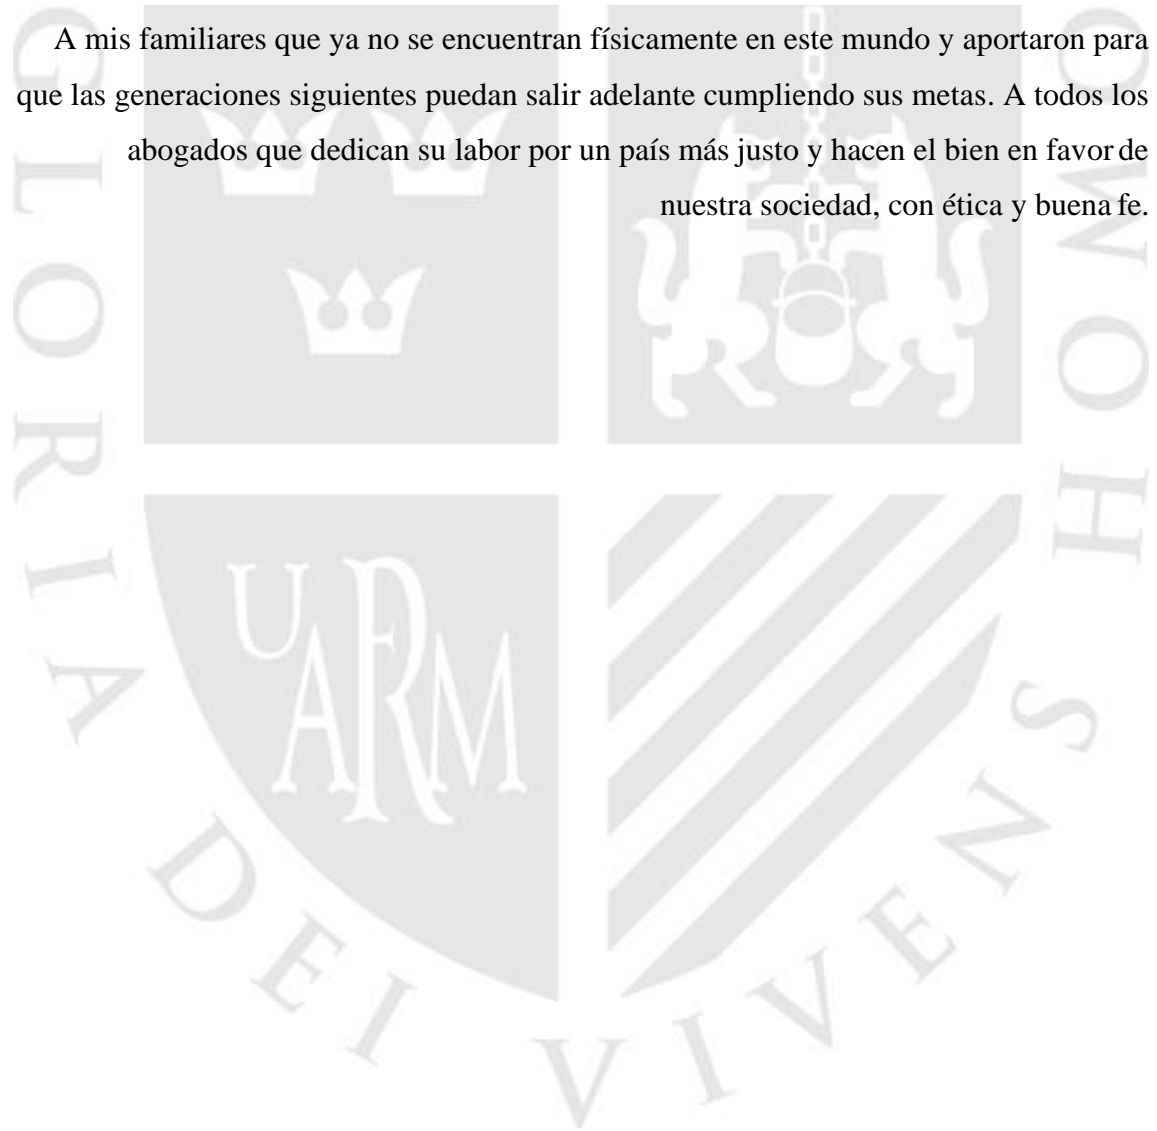 A mis familiares que ya no se encuentran físicamente en este mundo y aportaron para
que las generaciones siguientes puedan salir adelante cumpliendo sus metas. A todos los
abogados que dedican su labor por un país más justo y hacen el bien en favor de
nuestra sociedad, con ética y buena fe.
GLORIA DEI VIVENS HOMO
UARM